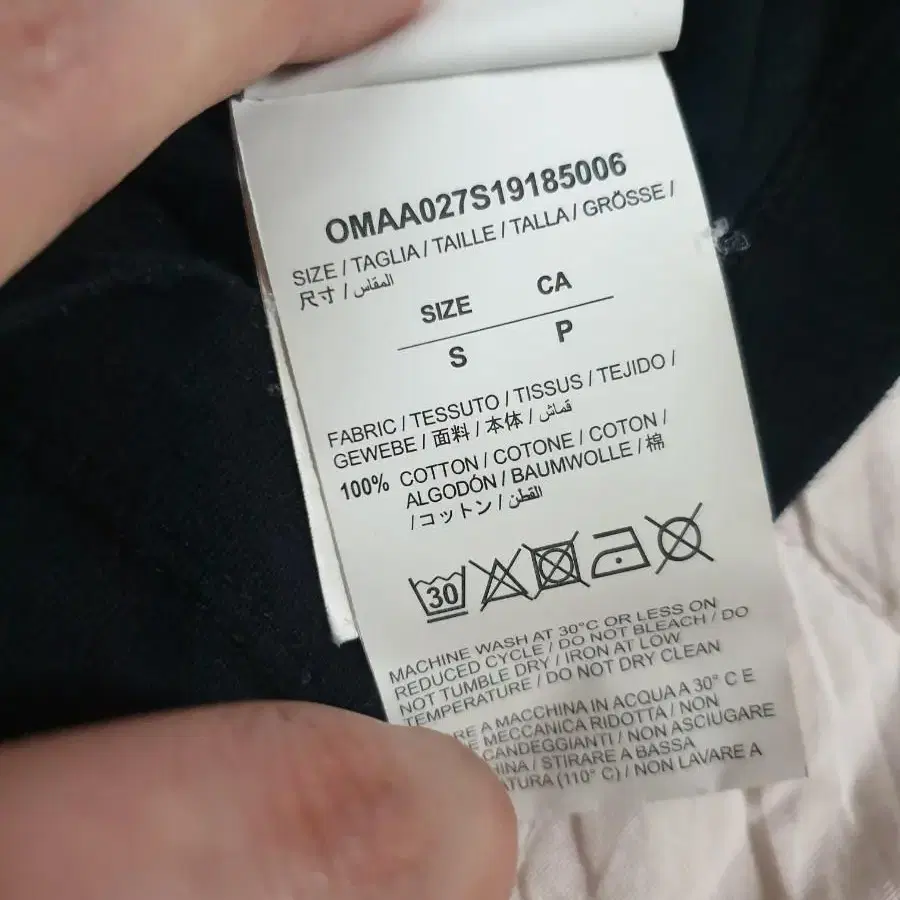 OMAA027S19185006
SIZE / TAGLIA / TAILLE / TALLA / GRÖSSE /
尺寸 / المقاس
SIZE CA
S P
FABRIC / TESSUTO / TISSUS / TEJIDO /
GEWEBE / 面料 / 本体 / قماش
100% COTTON / COTONE / COTON /
ALGODÓN / BAUMWOLLE / 棉
/ コットン / القطن
30
MACHINE WASH AT 30°C OR LESS ON
REDUCED CYCLE / DO NOT BLEACH / DO
NOT TUMBLE DRY / IRON AT LOW
TEMPERATURE / DO NOT DRY CLEAN
A MACCHINA IN ACQUA A 30° C E
MECCANICA RIDOTTA / NON
CANDEGGIANTI / NON ASCIUGARE
/ STIRARE A BASSA
(110° C) / NON LAVARE A